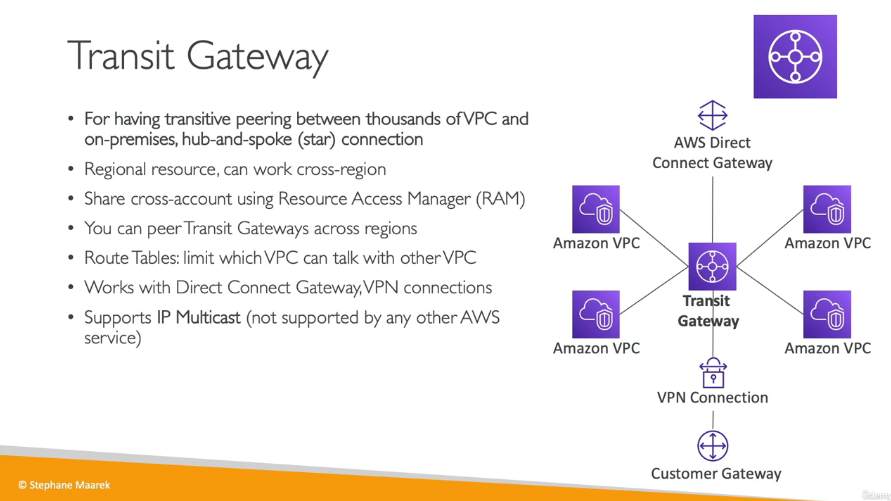 Transit Gateway
• For having transitive peering between thousands of VPC and
on-premises, hub-and-spoke (star) connection
• Regional resource, can work cross-region
• Share cross-account using Resource Access Manager (RAM)
• You can peer Transit Gateways across regions
• Route Tables: limit which VPC can talk with other VPC
• Works with Direct Connect Gateway, VPN connections
• Supports IP Multicast (not supported by any other AWS
service)
AWS Direct
Connect Gateway
Amazon VPC
Amazon VPC
Transit
Gateway
Amazon VPC
Amazon VPC
VPN Connection
Customer Gateway
© Stephane Maarek
Udemy